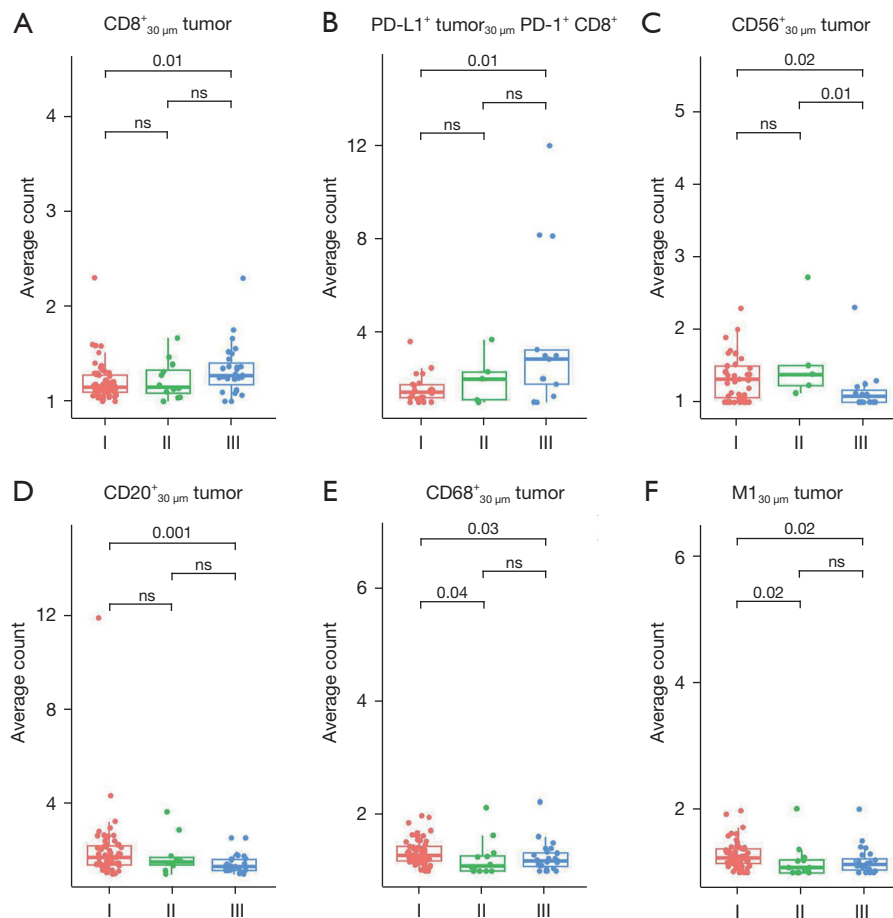 A CD8⁺₃₀ μₘ tumor
0.01
ns
ns
Average count
4
3
2
1
I II III
B PD-L1⁺ tumor₃₀ μₘ PD-1⁺ CD8⁺
0.01
ns
ns
Average count
12
8
4
I II III
C CD56⁺₃₀ μₘ tumor
0.02
0.01
ns
Average count
5
4
3
2
1
I II III
D CD20⁺₃₀ μₘ tumor
0.001
ns
ns
Average count
12
8
4
I II III
E CD68⁺₃₀ μₘ tumor
0.03
ns
0.04
Average count
6
4
2
I II III
F M1₃₀ μₘ tumor
0.02
ns
0.02
Average count
6
4
2
I II III